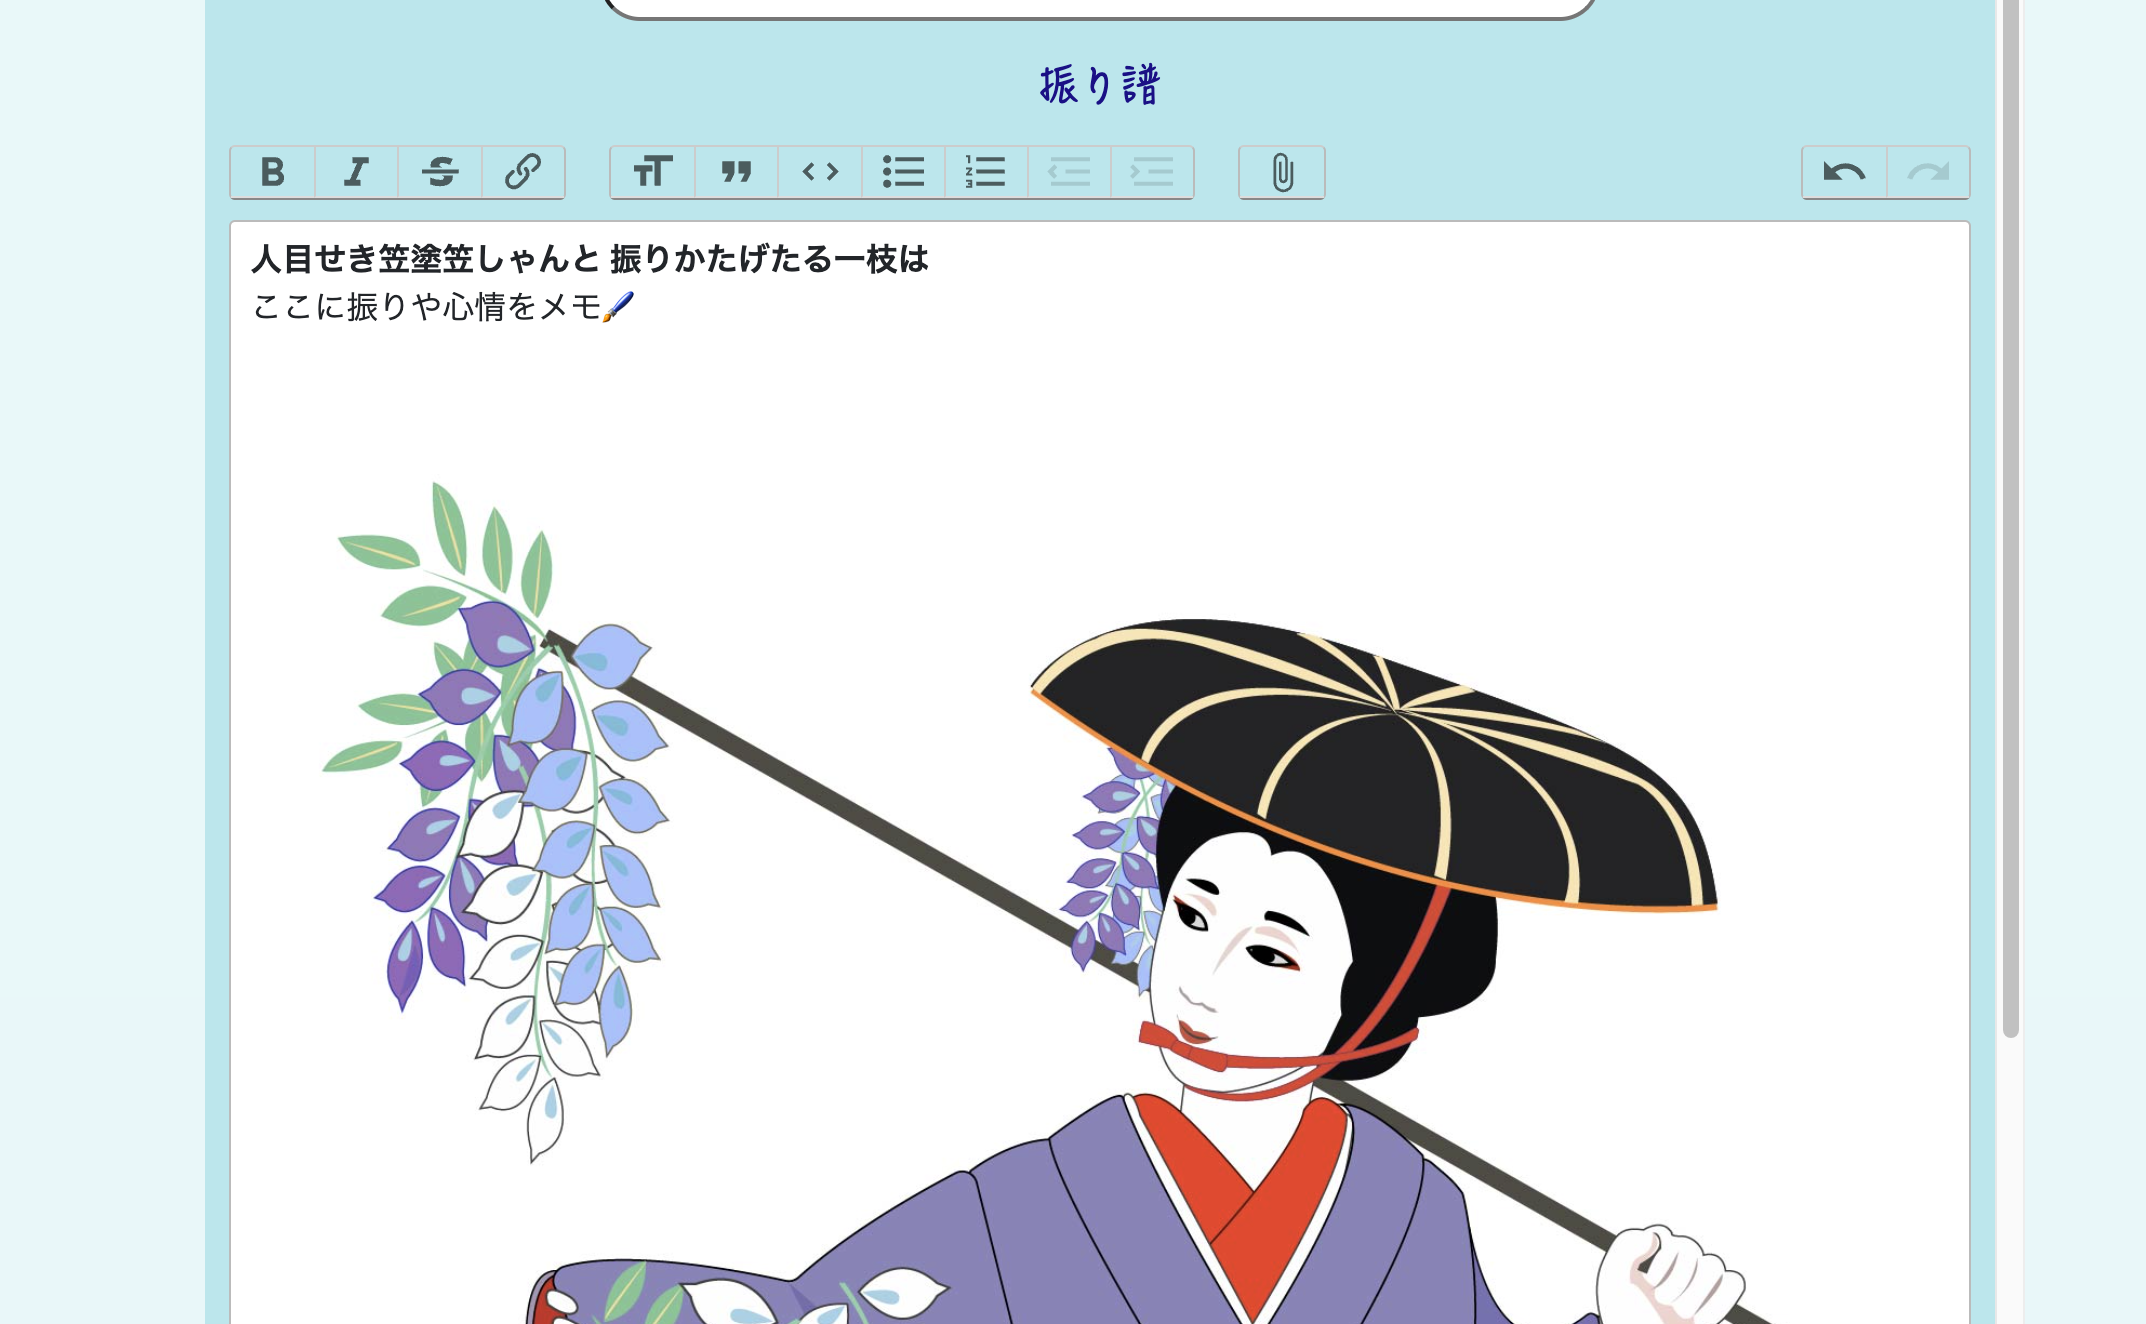 振り譜
人目せき笠塗笠しゃんと 振りかたげたる一枝は
ここに振りや心情をメモ🖌️